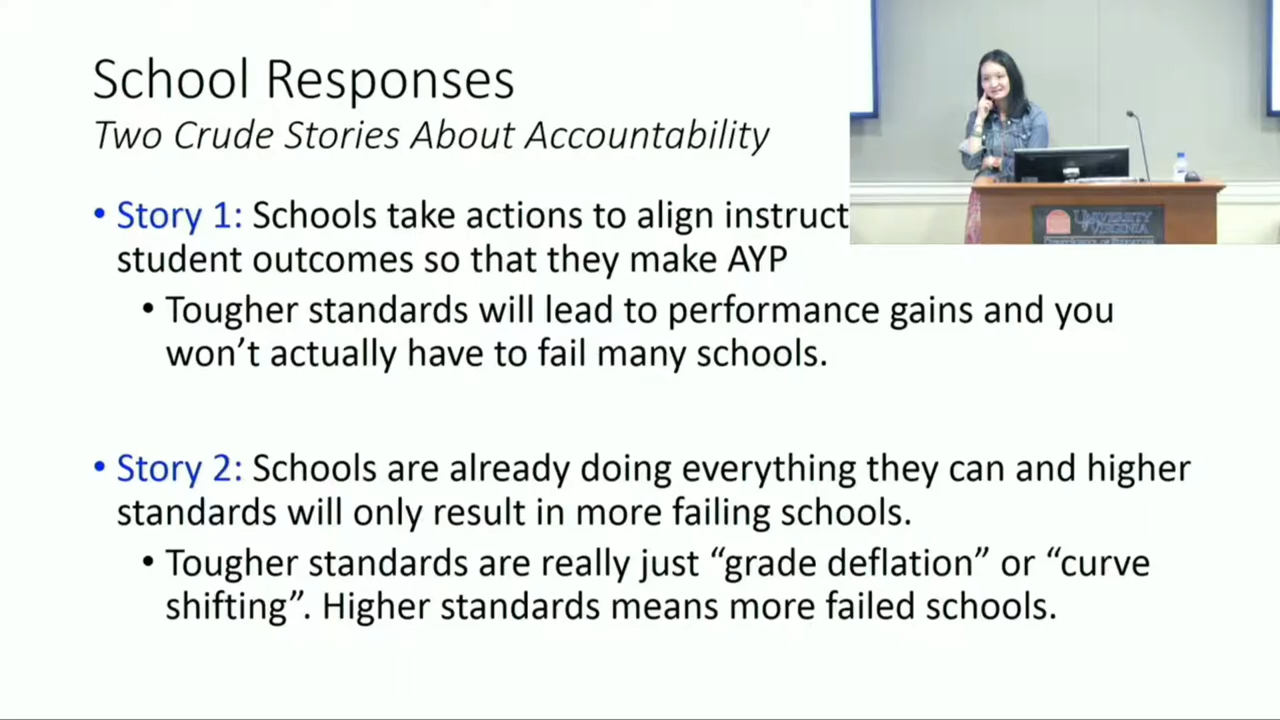 School Responses
Two Crude Stories About Accountability
• Story 1: Schools take actions to align instruct
student outcomes so that they make AYP
• Tougher standards will lead to performance gains and you
won’t actually have to fail many schools.
• Story 2: Schools are already doing everything they can and higher
standards will only result in more failing schools.
• Tougher standards are really just “grade deflation” or “curve
shifting”. Higher standards means more failed schools.
UNIVERSITY
VIRGINIA